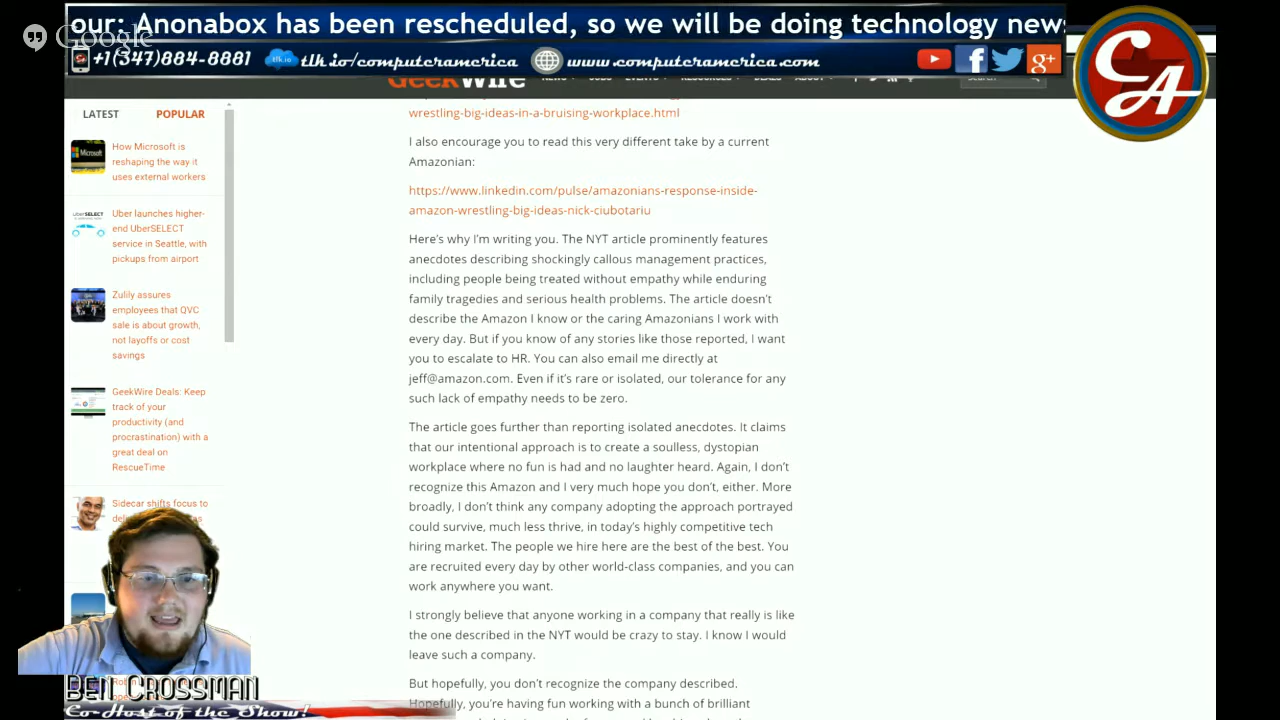 our: Anonabox has been rescheduled, so we will be doing technology news
Google
+1(347)884-8881 tlk.io/computeramerica www.computeramerica.com
CA
GeekWire
LATEST POPULAR
How Microsoft is
reshaping the way it
uses external workers
Uber launches higher-
end UberSELECT
service in Seattle, with
pickups from airport
Zulily assures
employees that QVC
sale is about growth,
not layoffs or cost
savings
GeekWire Deals: Keep
track of your
productivity (and
procrastination) with a
great deal on
RescueTime
Sidecar shifts focus to
wrestling-big-ideas-in-a-bruising-workplace.html
I also encourage you to read this very different take by a current
Amazonian:
https://www.linkedin.com/pulse/amazonians-response-inside-
amazon-wrestling-big-ideas-nick-ciubotariu
Here's why I'm writing you. The NYT article prominently features
anecdotes describing shockingly callous management practices,
including people being treated without empathy while enduring
family tragedies and serious health problems. The article doesn't
describe the Amazon I know or the caring Amazonians I work with
every day. But if you know of any stories like those reported, I want
you to escalate to HR. You can also email me directly at
jeff@amazon.com. Even if it's rare or isolated, our tolerance for any
such lack of empathy needs to be zero.
The article goes further than reporting isolated anecdotes. It claims
that our intentional approach is to create a soulless, dystopian
workplace where no fun is had and no laughter heard. Again, I don't
recognize this Amazon and I very much hope you don't, either. More
broadly, I don't think any company adopting the approach portrayed
could survive, much less thrive, in today's highly competitive tech
hiring market. The people we hire here are the best of the best. You
are recruited every day by other world-class companies, and you can
work anywhere you want.
I strongly believe that anyone working in a company that really is like
the one described in the NYT would be crazy to stay. I know I would
leave such a company.
But hopefully, you don't recognize the company described.
Hopefully, you're having fun working with a bunch of brilliant
BEN CROSSMAN
Co-Host of the Show!